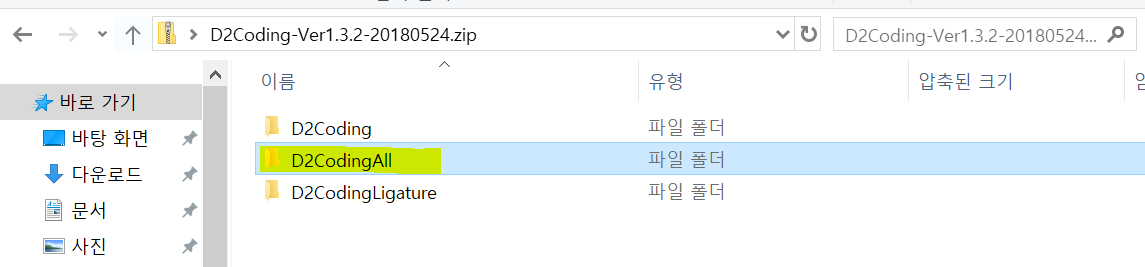 D2Coding-Ver1.3.2-20180524.zip
D2Coding-Ver1.3.2-20180524...
바로 가기
바탕 화면
다운로드
문서
사진
이름 유형 압축된 크기
D2Coding 파일 폴더
D2CodingAll 파일 폴더
D2CodingLigature 파일 폴더